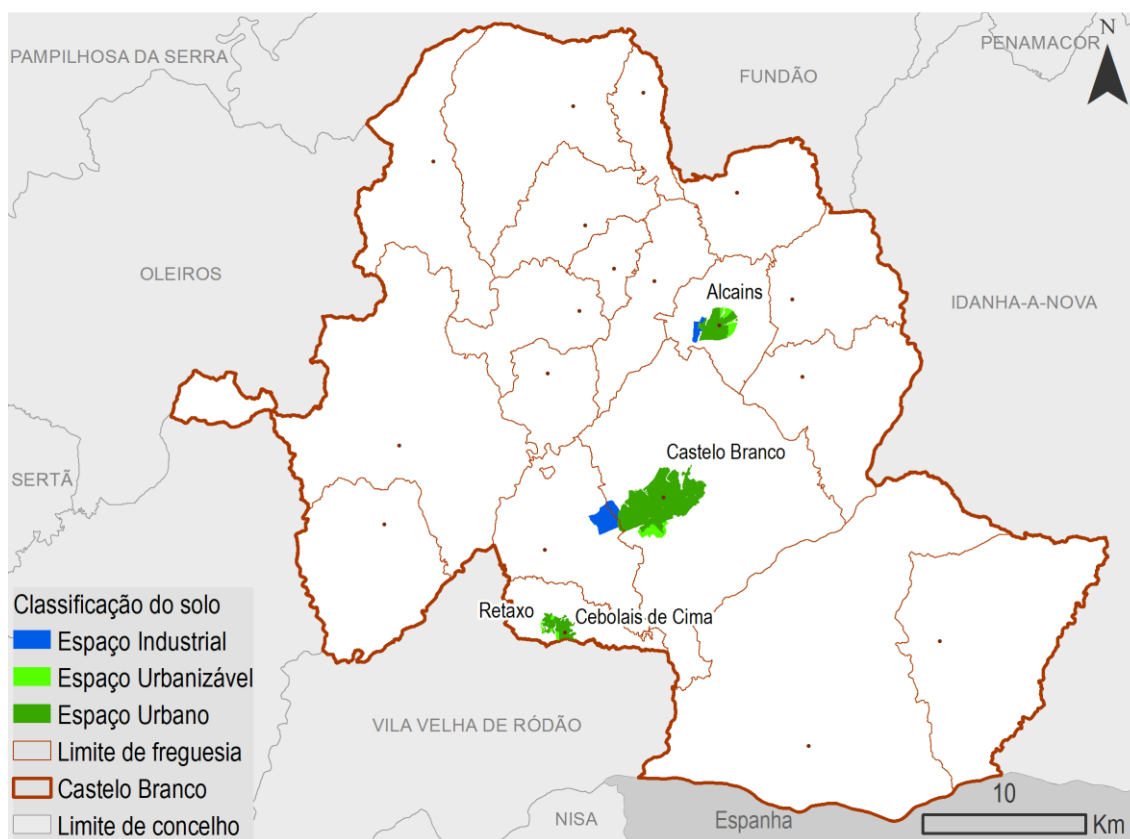 PAMPILHOSA DA SERRA
FUNDÃO
PENAMACOR
N
OLEIROS
Alcains
IDANHA-A-NOVA
Castelo Branco
SERTÃ
Retaxo
Cebolais de Cima
VILA VELHA DE RÓDÃO
NISA
Espanha
Classificação do solo
Espaço Industrial
Espaço Urbanizável
Espaço Urbano
Limite de freguesia
Castelo Branco
Limite de concelho
10
Km